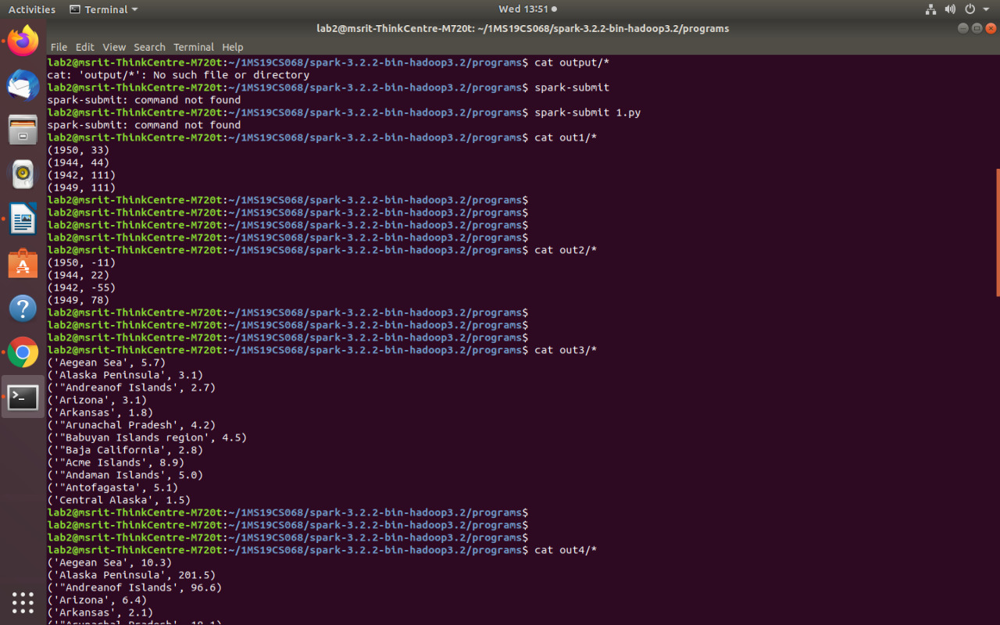 Activities Terminal Wed 13:51
lab2@msrit-ThinkCentre-M720t: ~/1MS19CS068/spark-3.2.2-bin-hadoop3.2/programs
File Edit View Search Terminal Help
lab2@msrit-ThinkCentre-M720t:~/1MS19CS068/spark-3.2.2-bin-hadoop3.2/programs$ cat output/*
cat: 'output/*': No such file or directory
lab2@msrit-ThinkCentre-M720t:~/1MS19CS068/spark-3.2.2-bin-hadoop3.2/programs$ spark-submit
spark-submit: command not found
lab2@msrit-ThinkCentre-M720t:~/1MS19CS068/spark-3.2.2-bin-hadoop3.2/programs$ spark-submit 1.py
spark-submit: command not found
lab2@msrit-ThinkCentre-M720t:~/1MS19CS068/spark-3.2.2-bin-hadoop3.2/programs$ cat out1/*
(1950, 33)
(1944, 44)
(1942, 111)
(1949, 111)
lab2@msrit-ThinkCentre-M720t:~/1MS19CS068/spark-3.2.2-bin-hadoop3.2/programs$
lab2@msrit-ThinkCentre-M720t:~/1MS19CS068/spark-3.2.2-bin-hadoop3.2/programs$
lab2@msrit-ThinkCentre-M720t:~/1MS19CS068/spark-3.2.2-bin-hadoop3.2/programs$
lab2@msrit-ThinkCentre-M720t:~/1MS19CS068/spark-3.2.2-bin-hadoop3.2/programs$
lab2@msrit-ThinkCentre-M720t:~/1MS19CS068/spark-3.2.2-bin-hadoop3.2/programs$ cat out2/*
(1950, -11)
(1944, 22)
(1942, -55)
(1949, 78)
lab2@msrit-ThinkCentre-M720t:~/1MS19CS068/spark-3.2.2-bin-hadoop3.2/programs$
lab2@msrit-ThinkCentre-M720t:~/1MS19CS068/spark-3.2.2-bin-hadoop3.2/programs$
lab2@msrit-ThinkCentre-M720t:~/1MS19CS068/spark-3.2.2-bin-hadoop3.2/programs$
lab2@msrit-ThinkCentre-M720t:~/1MS19CS068/spark-3.2.2-bin-hadoop3.2/programs$ cat out3/*
('Aegean Sea', 5.7)
('Alaska Peninsula', 3.1)
('"Andreanof Islands', 2.7)
('Arizona', 3.1)
('Arkansas', 1.8)
('"Arunachal Pradesh', 4.2)
('"Babuyan Islands region', 4.5)
('"Baja California', 2.8)
('"Acme Islands', 8.9)
('"Andaman Islands', 5.0)
('"Antofagasta', 5.1)
('Central Alaska', 1.5)
lab2@msrit-ThinkCentre-M720t:~/1MS19CS068/spark-3.2.2-bin-hadoop3.2/programs$
lab2@msrit-ThinkCentre-M720t:~/1MS19CS068/spark-3.2.2-bin-hadoop3.2/programs$
lab2@msrit-ThinkCentre-M720t:~/1MS19CS068/spark-3.2.2-bin-hadoop3.2/programs$
lab2@msrit-ThinkCentre-M720t:~/1MS19CS068/spark-3.2.2-bin-hadoop3.2/programs$ cat out4/*
('Aegean Sea', 10.3)
('Alaska Peninsula', 201.5)
('"Andreanof Islands', 96.6)
('Arizona', 6.4)
('Arkansas', 2.1)
('"Arunachal Pradesh', 18.1)